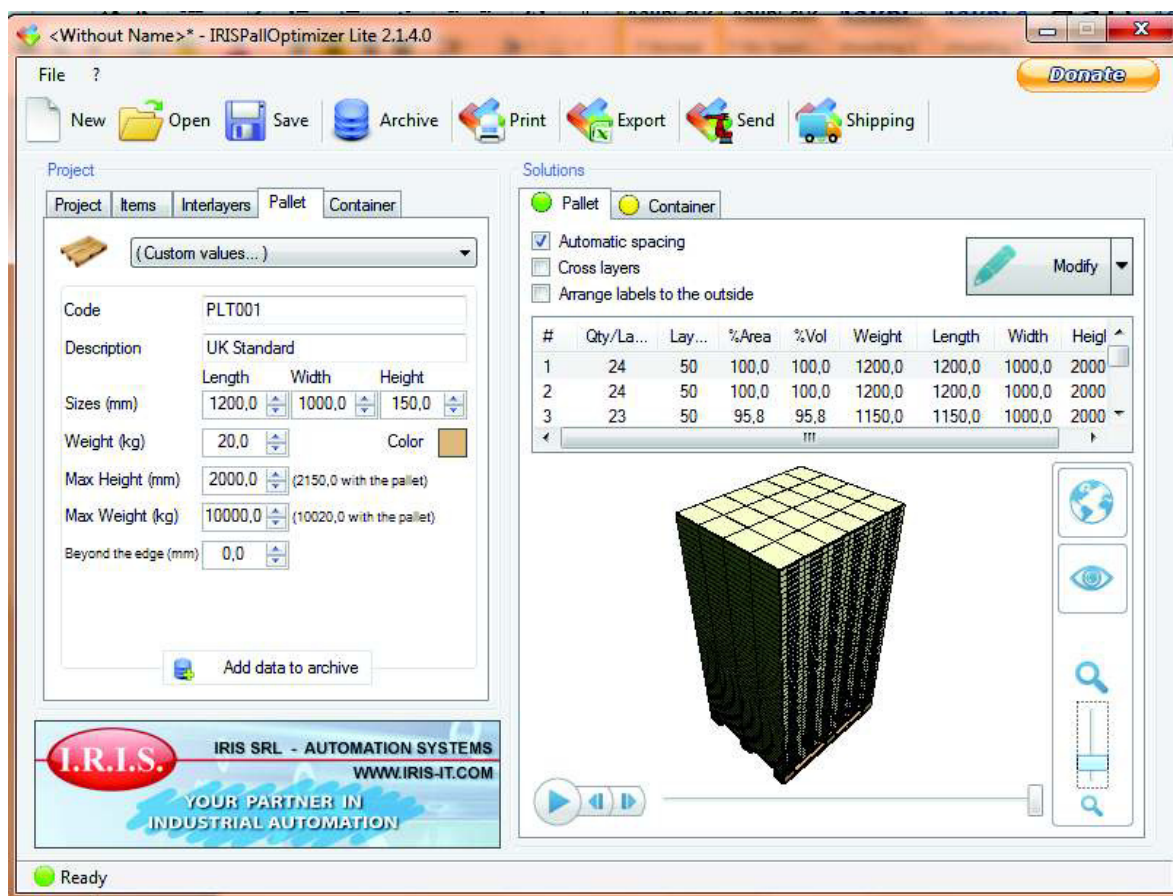 <Without Name>* - IRISPallOptimizer Lite 2.1.4.0
File ?
Donate
New Open Save Archive Print Export Send Shipping
Project
Project Items Interlayers Pallet Container
(Custom values... )
Code PLT001
Description UK Standard
Length Width Height
Sizes (mm) 1200,0 1000,0 150,0
Weight (kg) 20,0 Color
Max Height (mm) 2000,0 (2150,0 with the pallet)
Max Weight (kg) 10000,0 (10020,0 with the pallet)
Beyond the edge (mm) 0,0
Add data to archive
I.R.I.S.
IRIS SRL - AUTOMATION SYSTEMS
WWW.IRIS-IT.COM
YOUR PARTNER IN
INDUSTRIAL AUTOMATION
Solutions
Pallet Container
Automatic spacing
Cross layers
Arrange labels to the outside
Modify
# Qty/La... Lay... %Area %Vol Weight Length Width Heigl
1 24 50 100,0 100,0 1200,0 1200,0 1000,0 2000
2 24 50 100,0 100,0 1200,0 1200,0 1000,0 2000
3 23 50 95,8 95,8 1150,0 1150,0 1000,0 2000
Ready